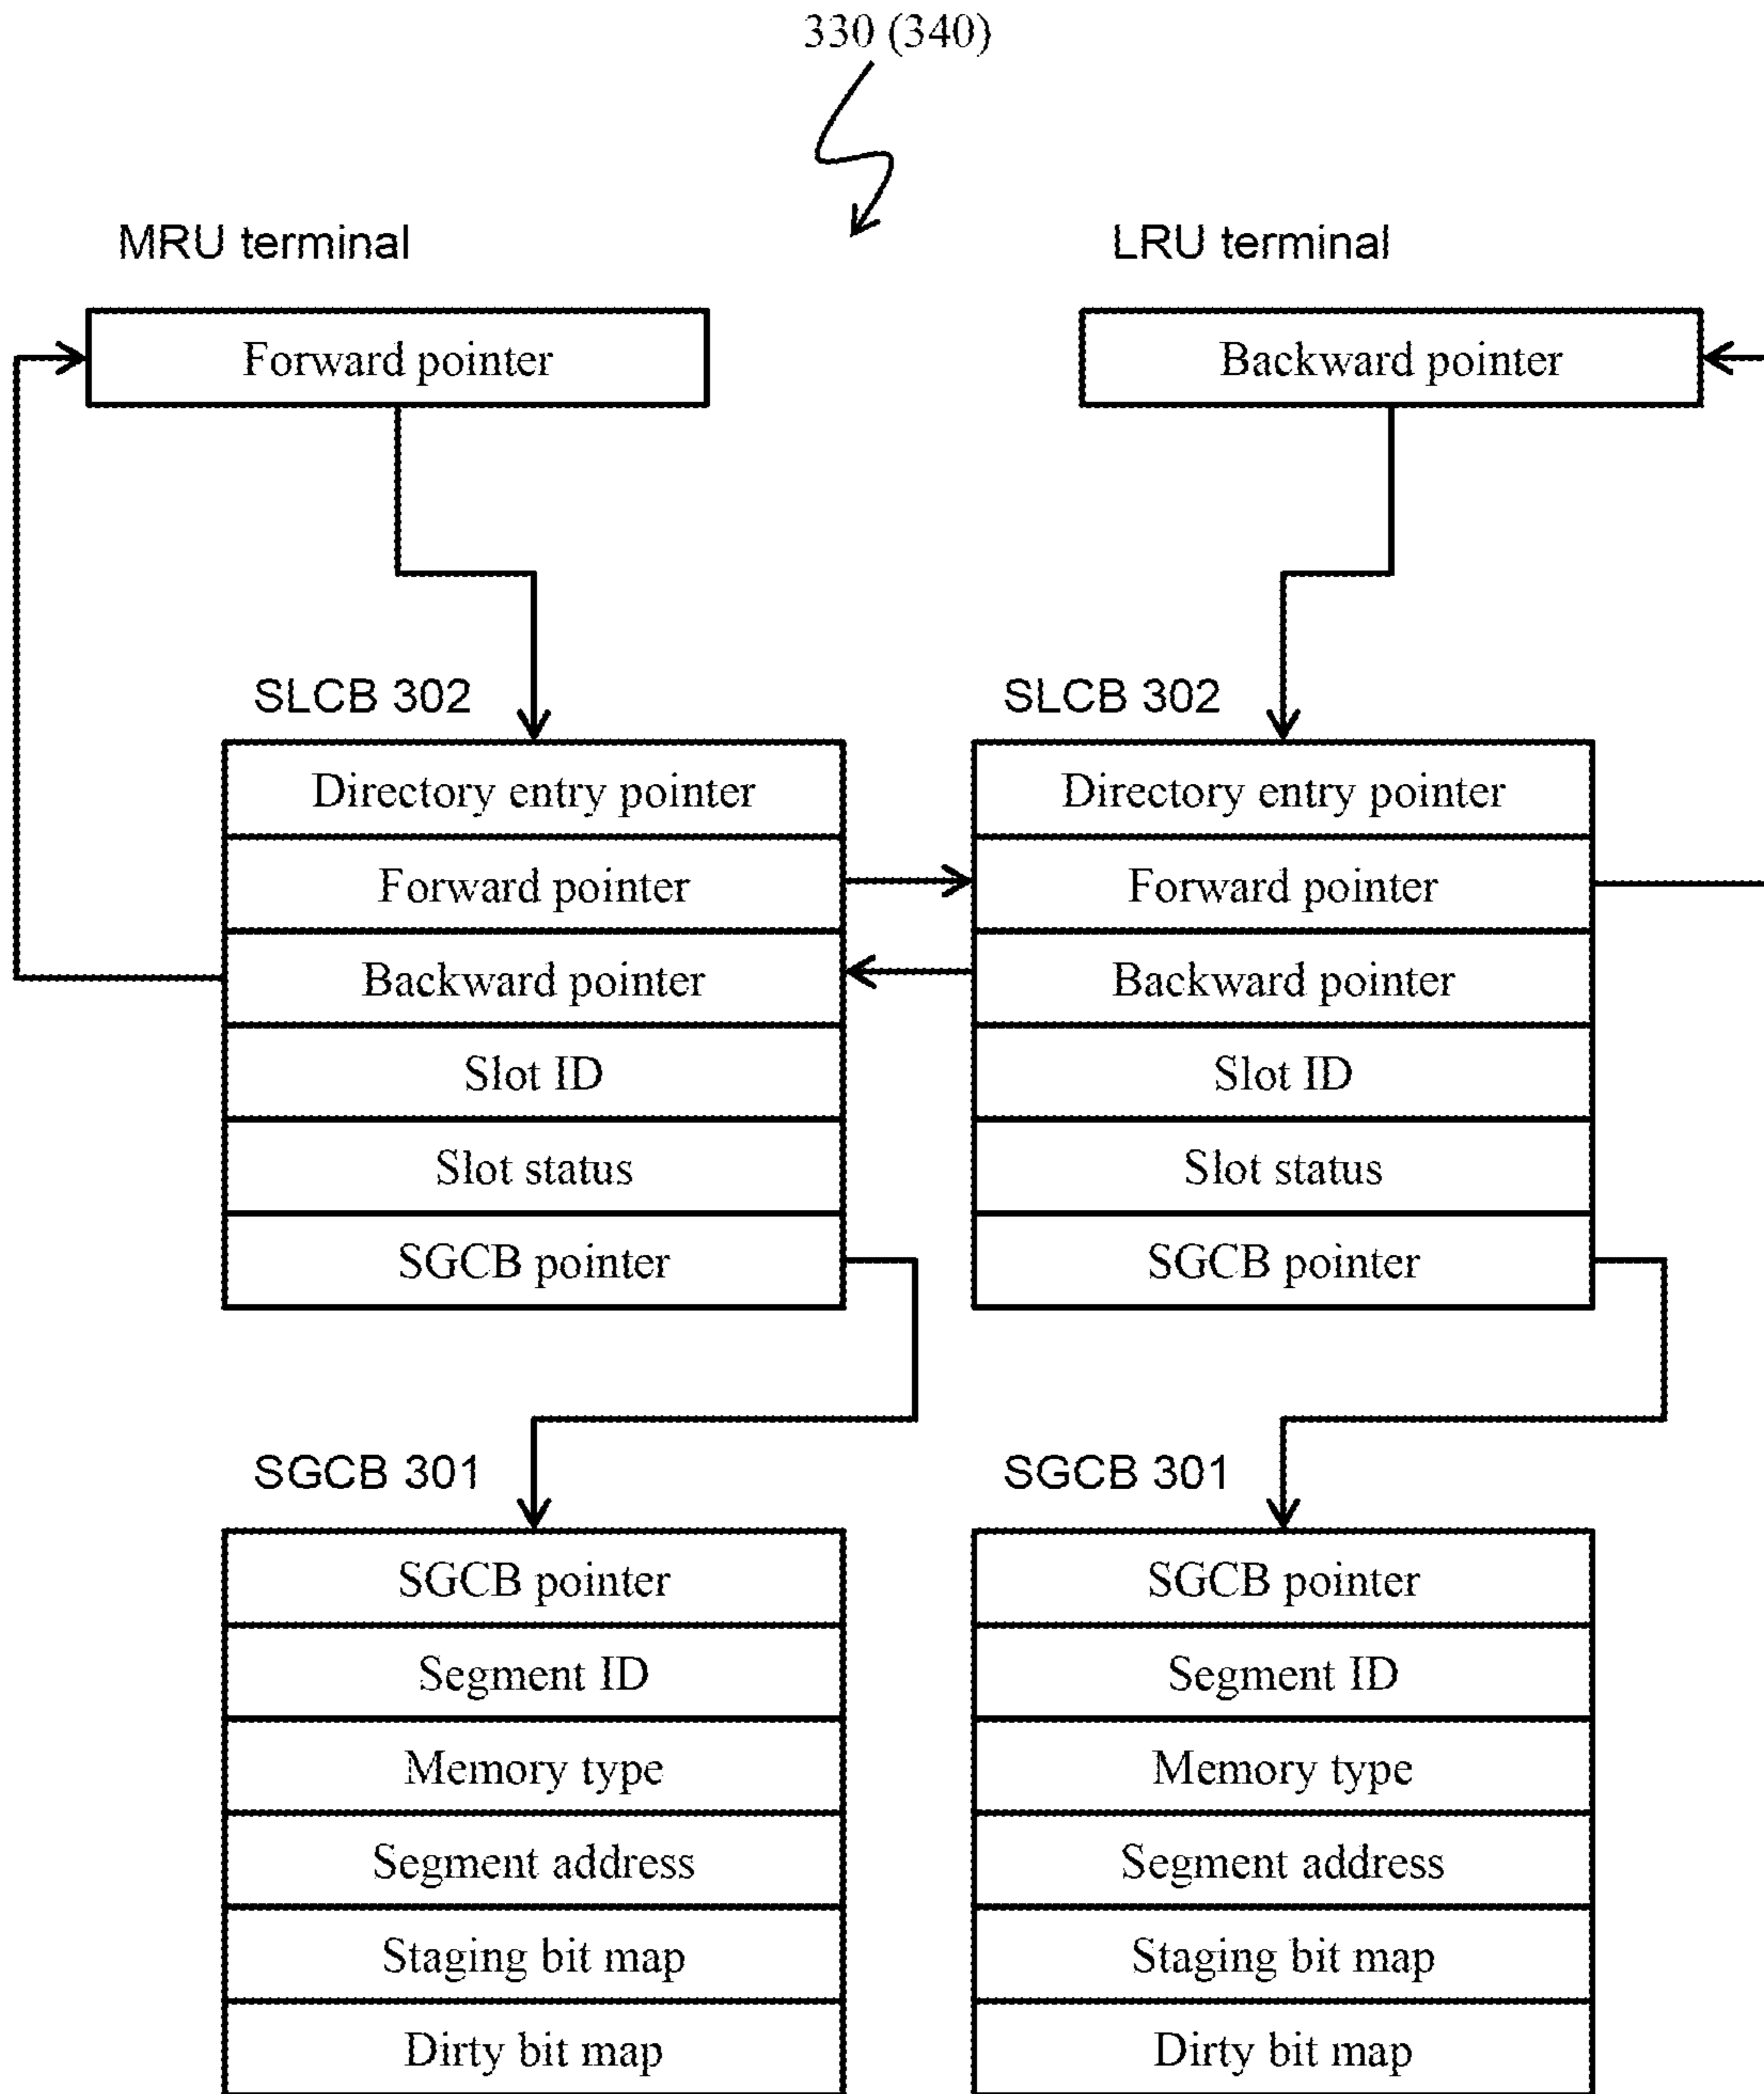 330 (340)
MRU terminal
LRU terminal
Forward pointer
Backward pointer
SLCB 302
SLCB 302
Directory entry pointer
Directory entry pointer
Forward pointer
Forward pointer
Backward pointer
Backward pointer
Slot ID
Slot ID
Slot status
Slot status
SGCB pointer
SGCB pointer
SGCB 301
SGCB 301
SGCB pointer
SGCB pointer
Segment ID
Segment ID
Memory type
Memory type
Segment address
Segment address
Staging bit map
Staging bit map
Dirty bit map
Dirty bit map